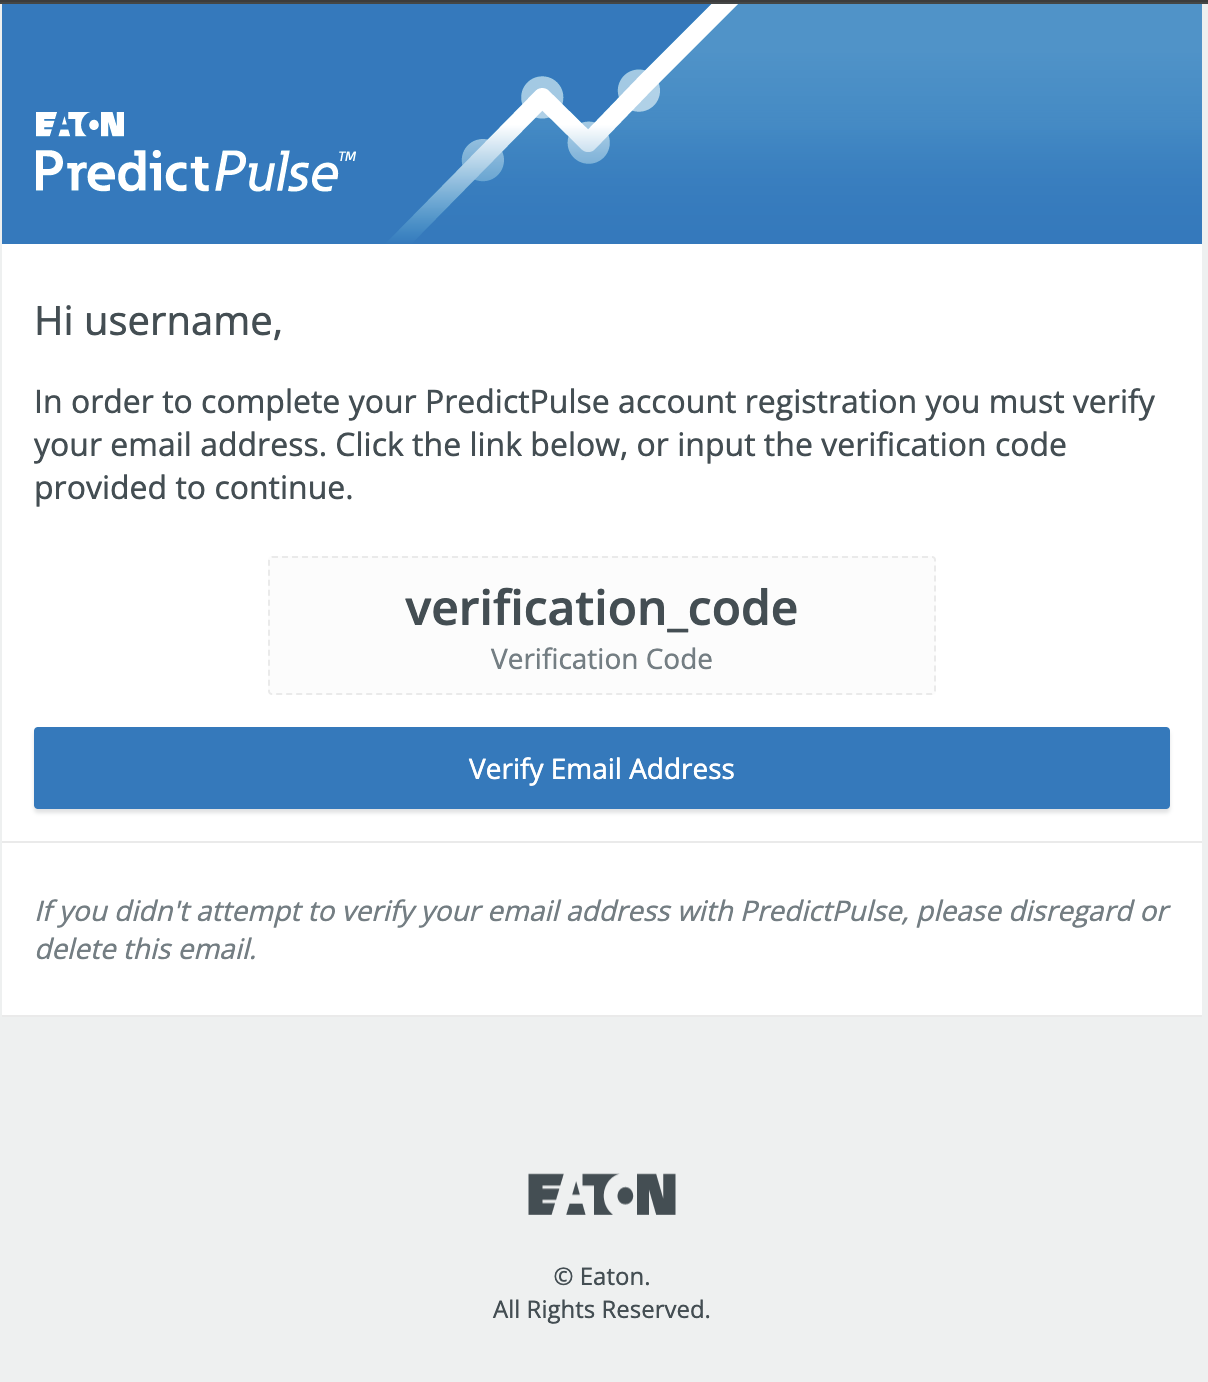 EATON
PredictPulse™
Hi username,
In order to complete your PredictPulse account registration you must verify
your email address. Click the link below, or input the verification code
provided to continue.
verification_code
Verification Code
Verify Email Address
If you didn't attempt to verify your email address with PredictPulse, please disregard or
delete this email.
EATON
© Eaton.
All Rights Reserved.